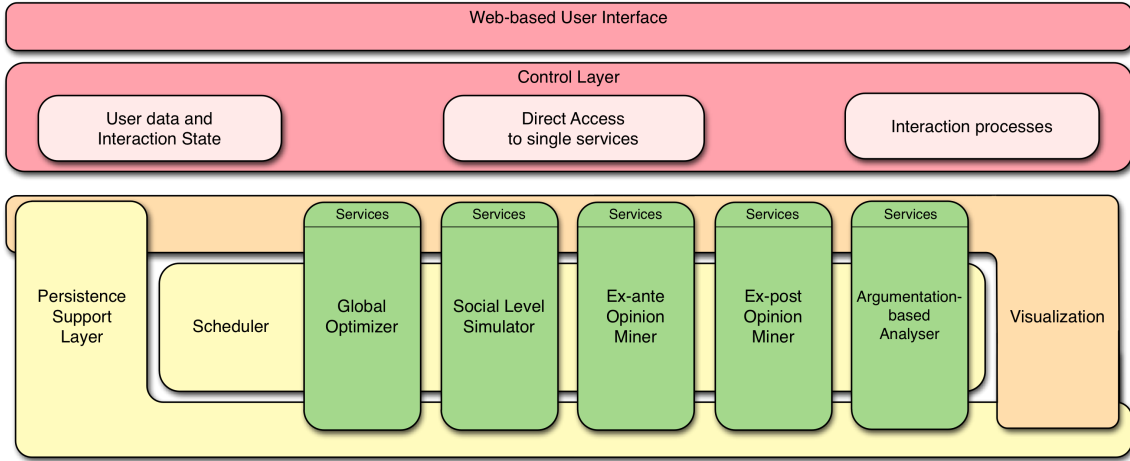 Web-based User Interface
Control Layer
User data and
Interaction State
Direct Access
to single services
Interaction processes
Persistence
Support
Layer
Scheduler
Services
Global
Optimizer
Services
Social Level
Simulator
Services
Ex-ante
Opinion
Miner
Services
Ex-post
Opinion
Miner
Services
Argumentation-
based
Analyser
Visualization